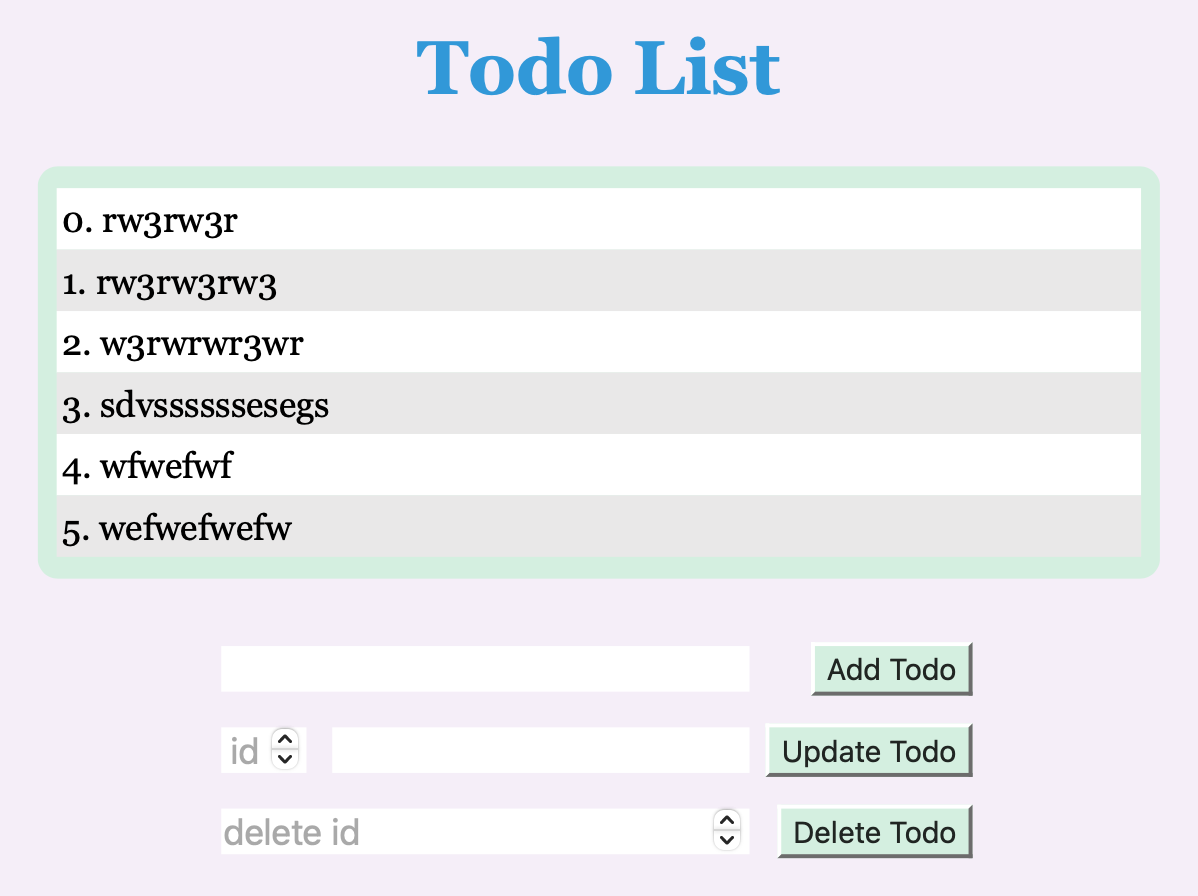 Todo List
0. rw3rw3r
1. rw3rw3rw3
2. w3rwrwr3wr
3. sdvsssssssesegs
4. wfwefwf
5. wefwefwefw
Add Todo
id
Update Todo
delete id
Delete Todo